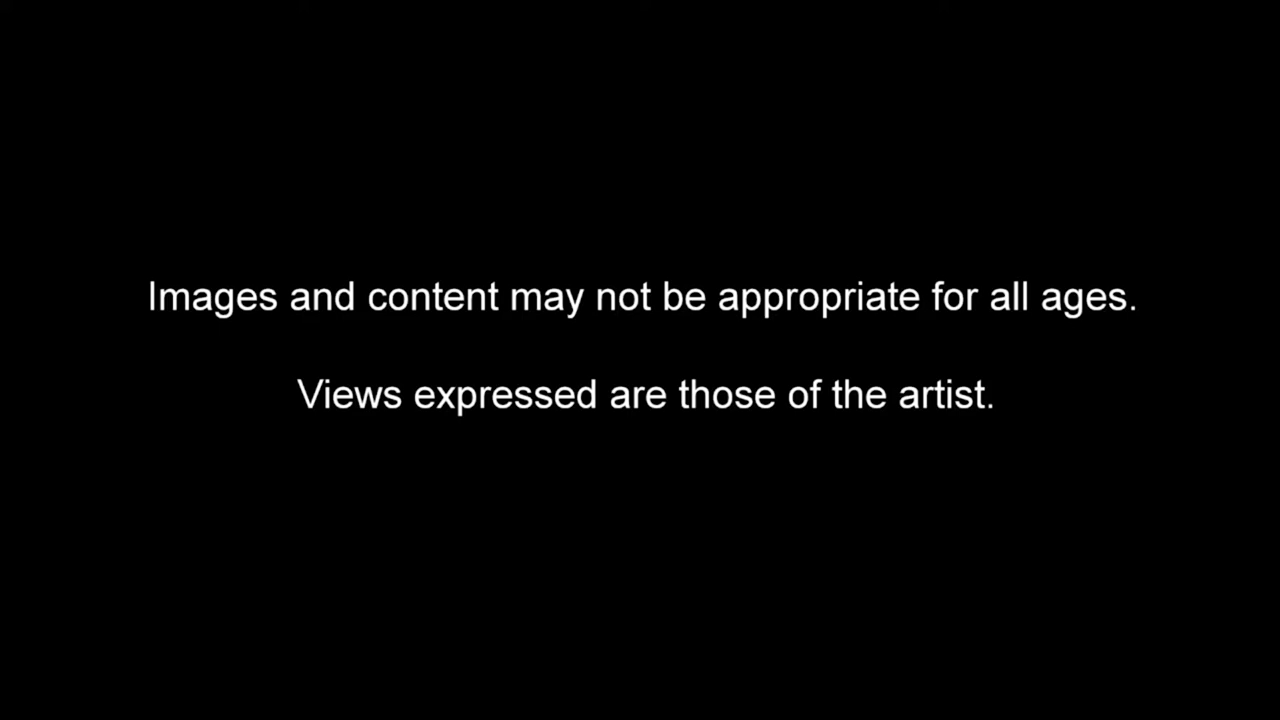 Images and content may not be appropriate for all ages.
Views expressed are those of the artist.